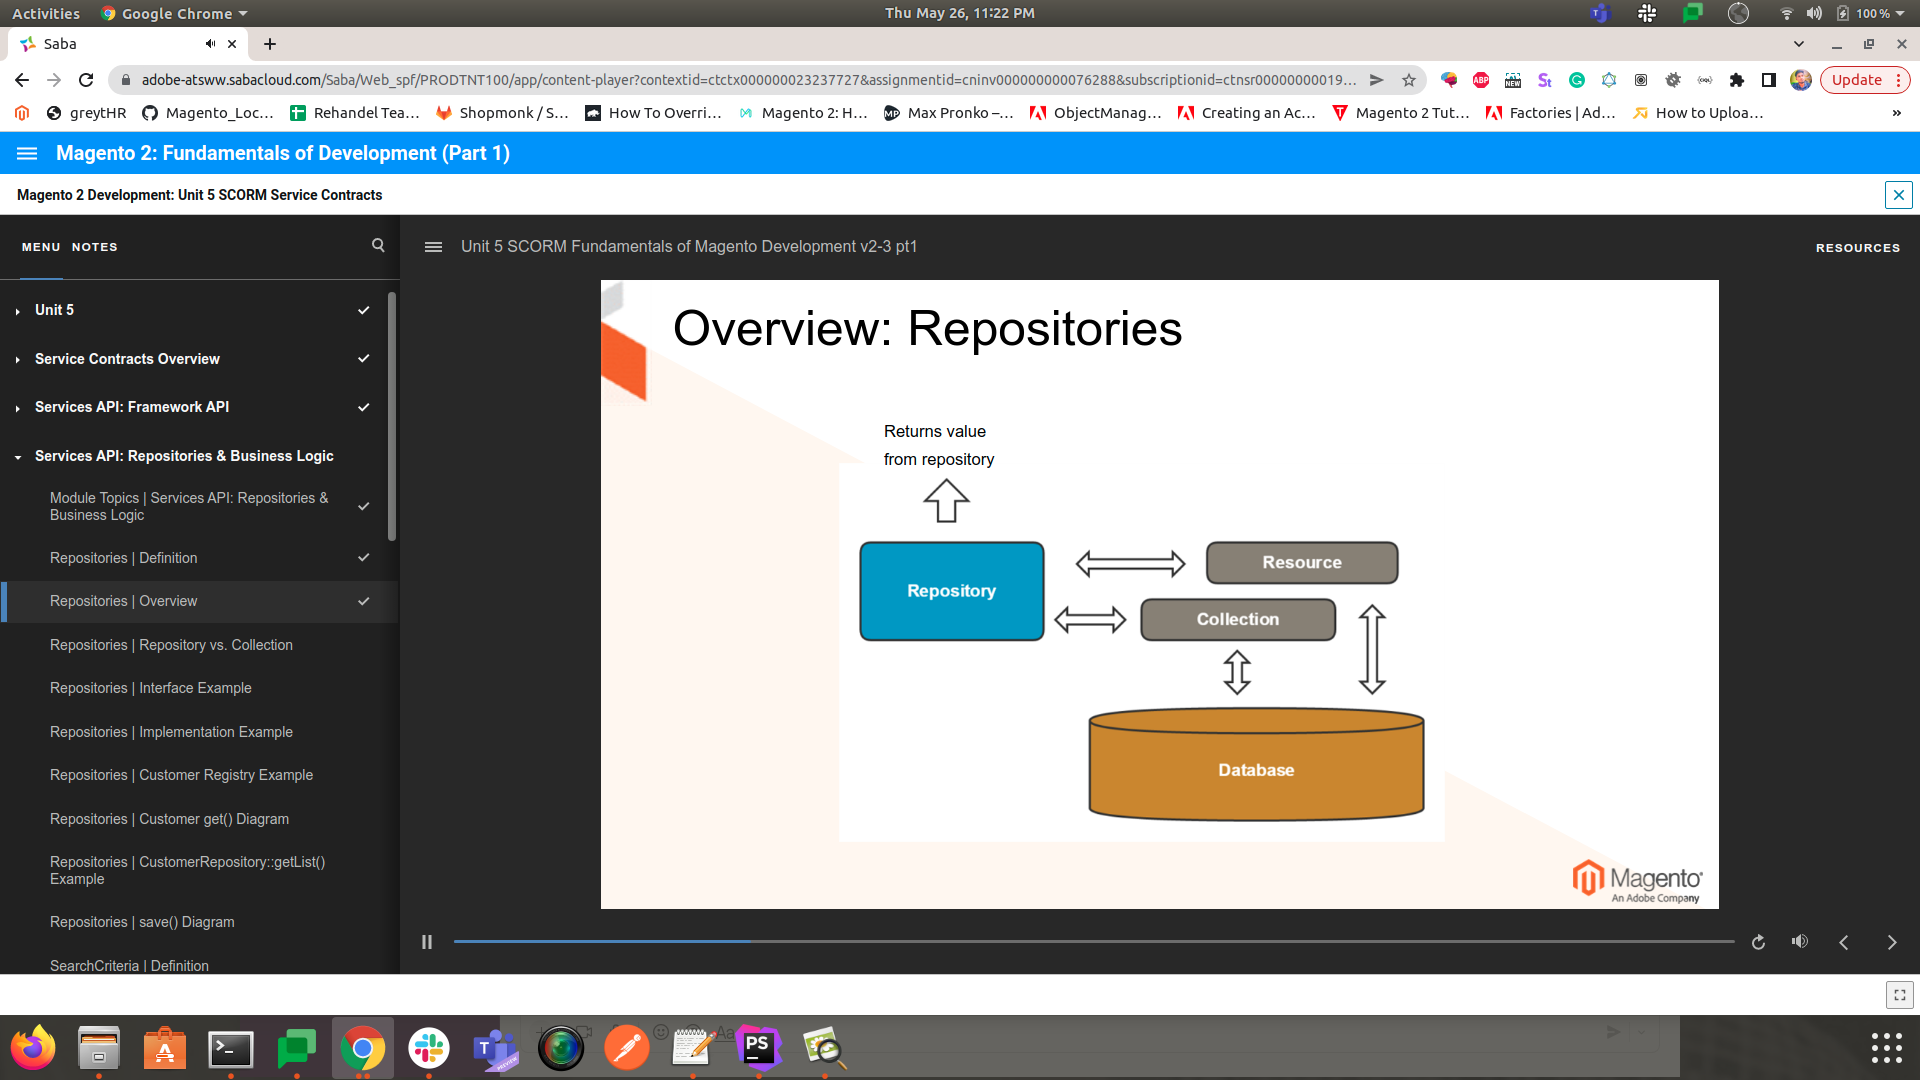 Activities
Google Chrome
Thu May 26, 11:22 PM
100 %
Saba
adobe-atsww.sabacloud.com/Saba/Web_spf/PRODTNT100/app/content-player?contextid=ctctx000000023237727&assignmentid=cninv000000000076288&subscriptionid=ctnsr00000000019...
ABP
NEW
St
Update
greytHR
Magento_Loc...
Rehandel Tea...
Shopmonk / S...
How To Overri...
Magento 2: H...
MP
Max Pronko –...
ObjectManag...
Creating an Ac...
Magento 2 Tut...
Factories | Ad...
How to Uploa...
»
Magento 2: Fundamentals of Development (Part 1)
Magento 2 Development: Unit 5 SCORM Service Contracts
MENU
NOTES
Unit 5 SCORM Fundamentals of Magento Development v2-3 pt1
RESOURCES
Unit 5
Service Contracts Overview
Services API: Framework API
Services API: Repositories & Business Logic
Module Topics | Services API: Repositories &
Business Logic
Repositories | Definition
Repositories | Overview
Repositories | Repository vs. Collection
Repositories | Interface Example
Repositories | Implementation Example
Repositories | Customer Registry Example
Repositories | Customer get() Diagram
Repositories | CustomerRepository::getList()
Example
Repositories | save() Diagram
SearchCriteria | Definition
Overview: Repositories
Returns value
from repository
Repository
Resource
Collection
Database
Magento
An Adobe Company
PS